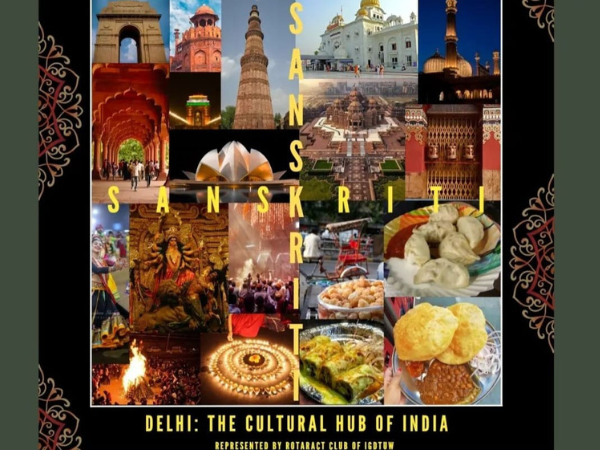 SANSKRITI
SANSKRITI
DELHI: THE CULTURAL HUB OF INDIA
REPRESENTED BY ROTARACT CLUB OF IGDTUW